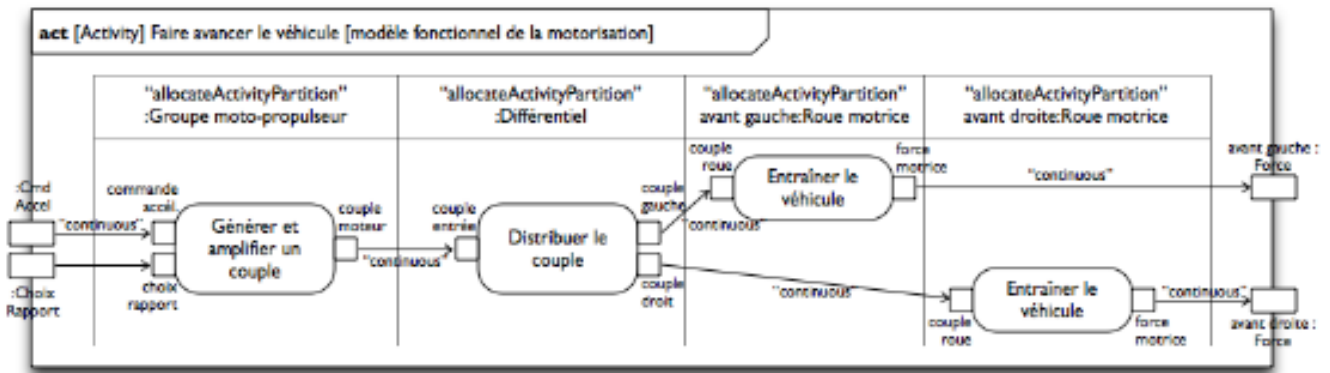 act [Activity] Faire avancer le véhicule [modèle fonctionnel de la motorisation]
"allocateActivityPartition"
:Groupe moto-propulseur
"allocateActivityPartition"
:Différentiel
"allocateActivityPartition"
avant gauche:Roue motrice
"allocateActivityPartition"
avant droite:Roue motrice
:Cmd
Accel
"continuous"
commande
accél.
Générer et
amplifier un
couple
choix
rapport
:Choix
Rapport
couple
moteur
"continuous"
couple
entrée
Distribuer le
couple
couple
gauche
"continuous"
couple
droit
"continuous"
couple
roue
Entraîner le
véhicule
force
motrice
"continuous"
avant gauche :
Force
couple
roue
Entraîner le
véhicule
force
motrice
"continuous"
avant droite :
Force